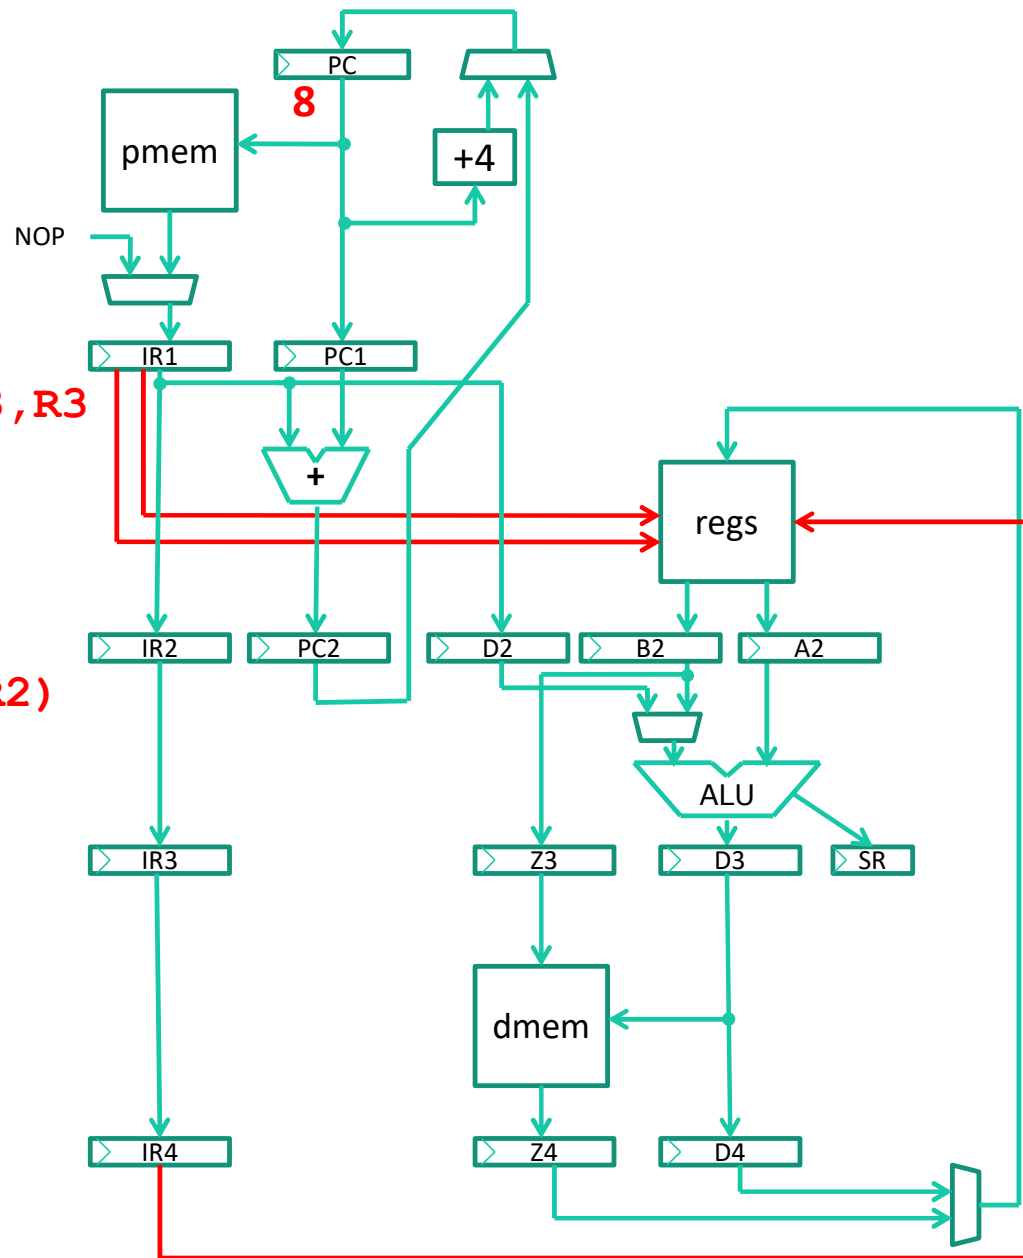 PC
8
pmem
+4
NOP
IR1
PC1
,R3
+
regs
IR2
PC2
D2
B2
A2
R2)
ALU
IR3
Z3
D3
SR
dmem
IR4
Z4
D4